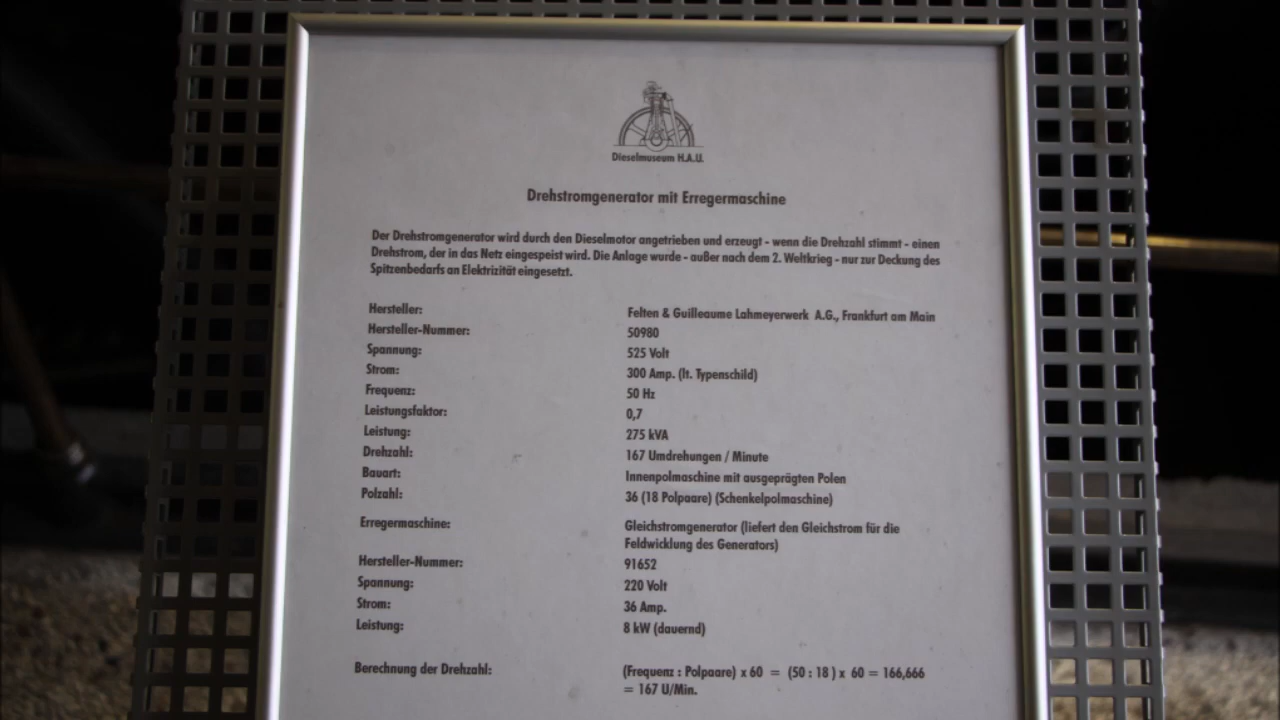 Dieselmuseum H.A.U.
Drehstromgenerator mit Erregermaschine
Der Drehstromgenerator wird durch den Dieselmotor angetrieben und erzeugt - wenn die Drehzahl stimmt - einen
Drehstrom, der in das Netz eingespeist wird. Die Anlage wurde - außer nach dem 2. Weltkrieg - nur zur Deckung des
Spitzenbedarfs an Elektrizität eingesetzt.
Hersteller: Felten & Guilleaume Lahmeyerwerk A.G., Frankfurt am Main
Hersteller-Nummer: 50980
Spannung: 525 Volt
Strom: 300 Amp. (lt. Typenschild)
Frequenz: 50 Hz
Leistungsfaktor: 0,7
Leistung: 275 kVA
Drehzahl: 167 Umdrehungen / Minute
Bauart: Innenpolmaschine mit ausgeprägten Polen
Polzahl: 36 (18 Polpaare) (Schenkelpolmaschine)
Erregermaschine: Gleichstromgenerator (liefert den Gleichstrom für die
Feldwicklung des Generators)
Hersteller-Nummer: 91652
Spannung: 220 Volt
Strom: 36 Amp.
Leistung: 8 kW (dauernd)
Berechnung der Drehzahl: (Frequenz : Polpaare) x 60 = (50 : 18 ) x 60 = 166,666
= 167 U/Min.